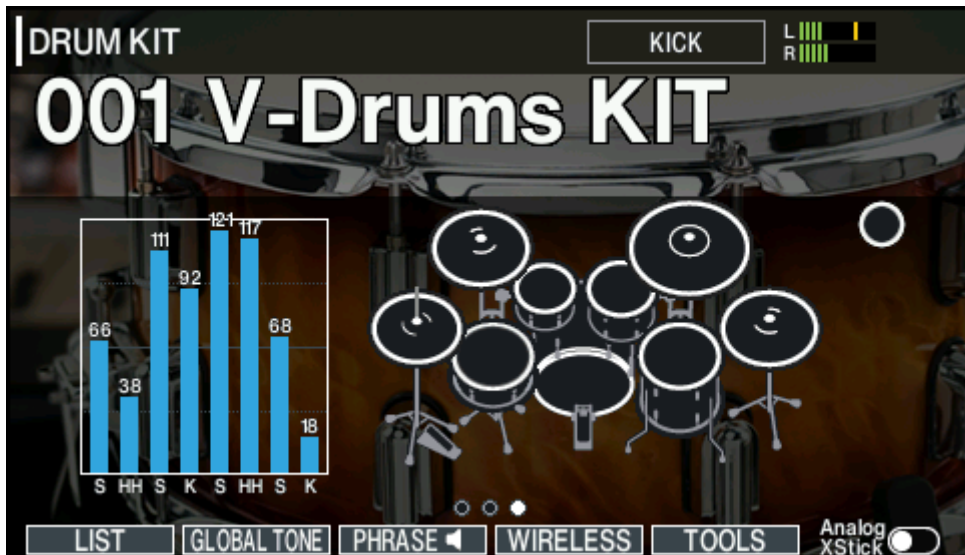 DRUM KIT
KICK
L
R
001 V-Drums KIT
66 38 111 92 121 117 68 18
S HH S K S HH S K
LIST GLOBAL TONE PHRASE WIRELESS TOOLS
Analog
XStick